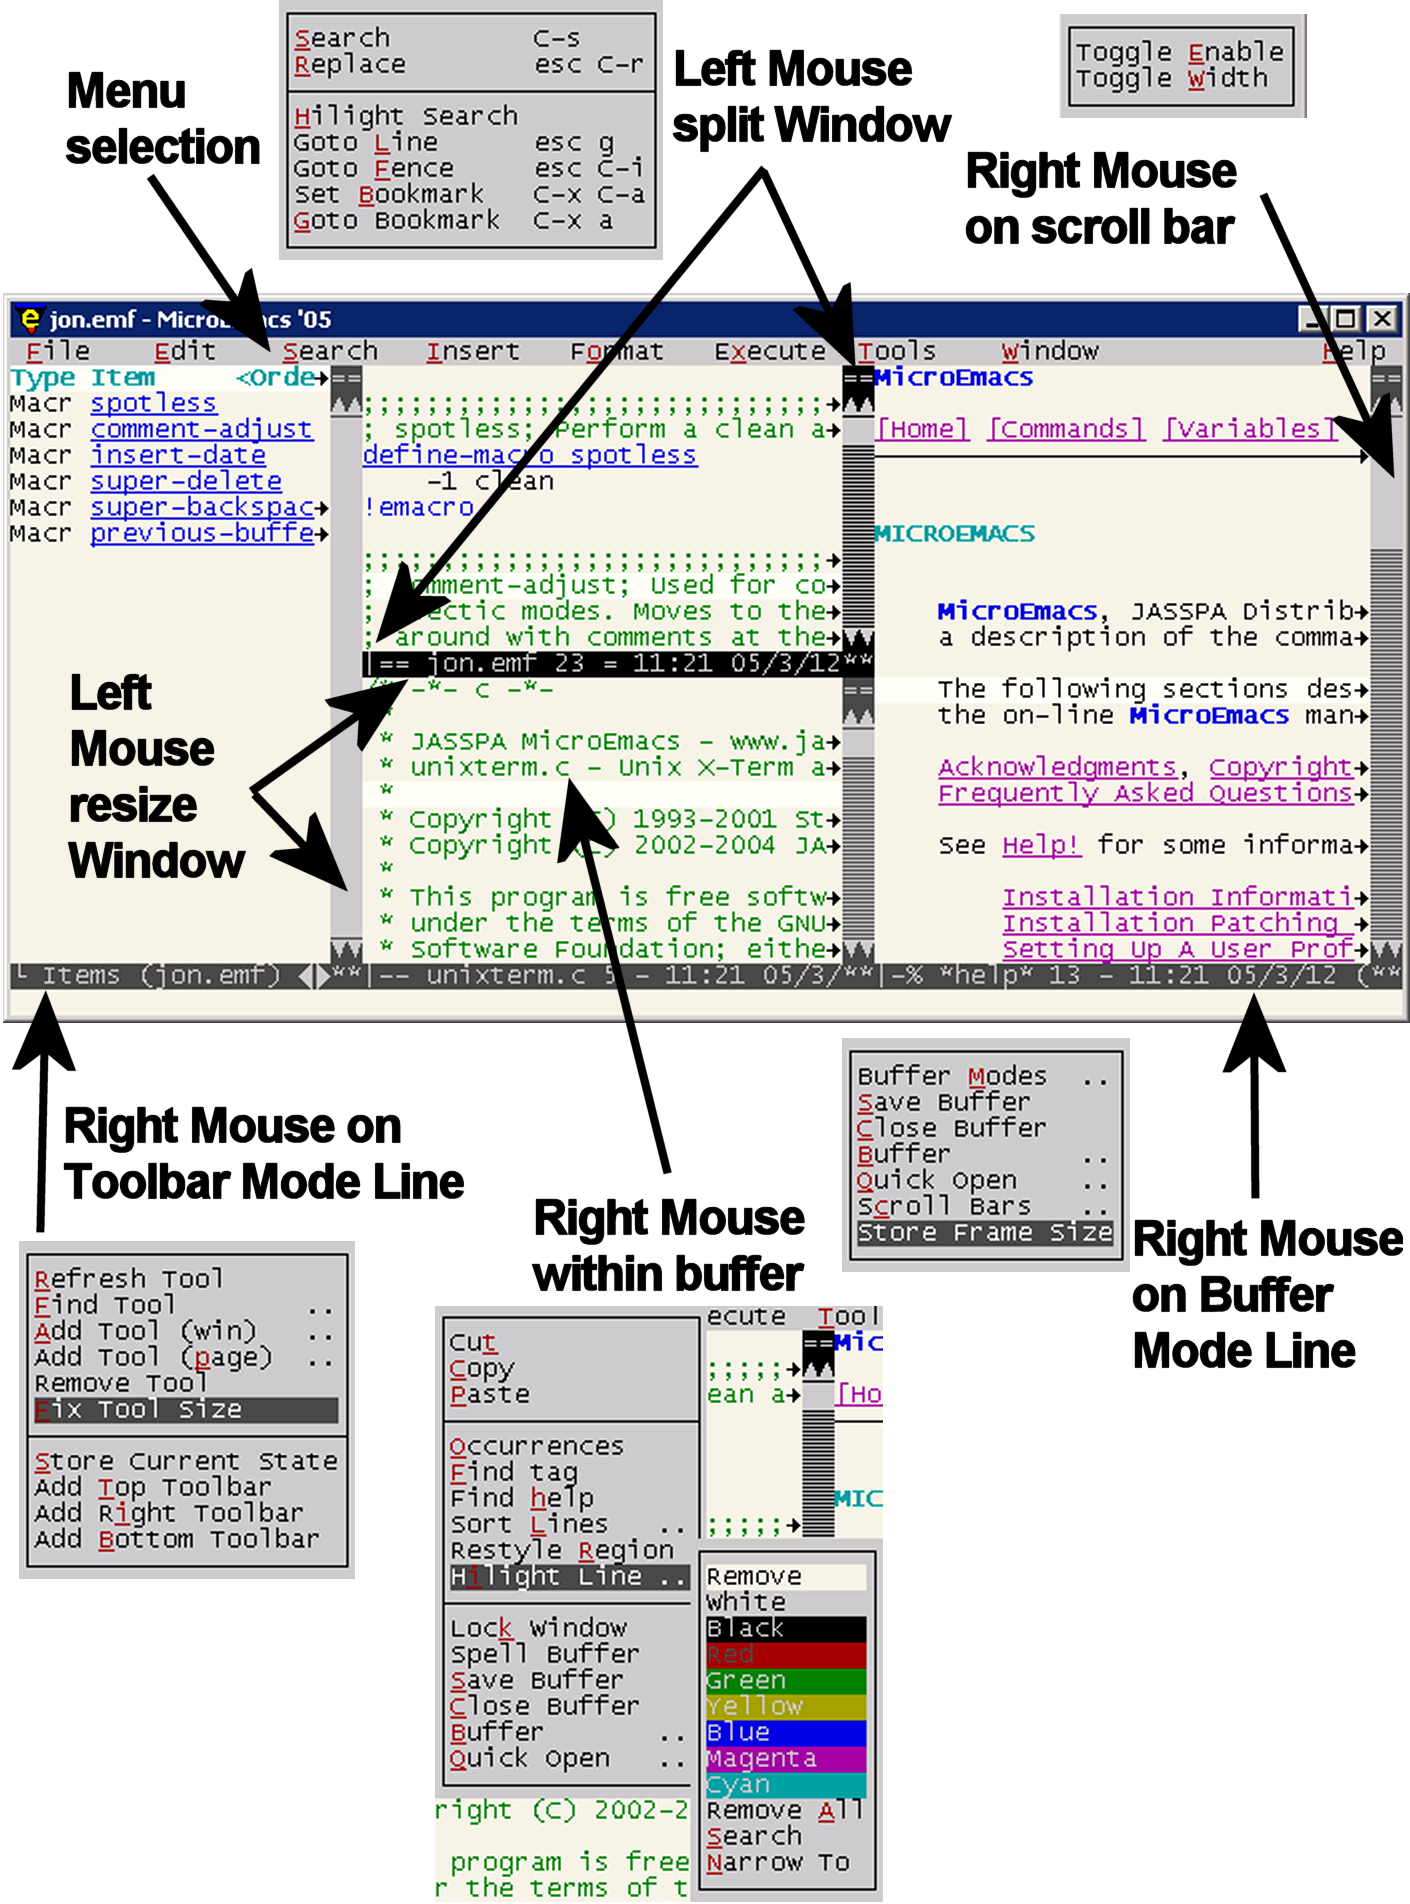 Search C-s
Replace esc C-r
Hilight Search
Goto Line esc g
Goto Fence esc C-i
Set Bookmark C-x C-a
Goto Bookmark C-x a
Toggle Enable
Toggle Width
Menu
selection
Left Mouse
split Window
Right Mouse
on scroll bar
jon.emf - MicroEmacs '05
File Edit Search Insert Format Execute Tools Window Help
Type Item <Orde
Macr spotless
Macr comment-adjust
Macr insert-date
Macr super-delete
Macr super-backspac
Macr previous-buffe
Items (jon.emf)
;;;;;;;;;;;;;;;;;;;;;;;;;;;;;
; spotless; Perform a clean a
define-macro spotless
-1 clean
!emacro
;;;;;;;;;;;;;;;;;;;;;;;;;;;;;
; comment-adjust; Used for co
; ectic modes. Moves to the
; around with comments at the
|== jon.emf 23 = 11:21 05/3/12**
/* -*- c -*-
*
* JASSPA MicroEmacs - www.ja
* unixterm.c - Unix X-Term a
*
* Copyright (C) 1993-2001 St
* Copyright (C) 2002-2004 JA
*
* This program is free softw
* under the terms of the GNU
* Software Foundation; eithe
**|-- unixterm.c 5 - 11:21 05/3/
MicroEmacs
[Home] [Commands] [Variables]
MICROEMACS
MicroEmacs, JASSPA Distrib
a description of the comma
The following sections des
the on-line MicroEmacs man
Acknowledgments, Copyright
Frequently Asked Questions
See Help! for some informa
Installation Informati
Installation Patching
Setting Up A User Prof
**|-% *help* 13 - 11:21 05/3/12 (**
Left
Mouse
resize
Window
Right Mouse on
Toolbar Mode Line
Refresh Tool
Find Tool ..
Add Tool (win) ..
Add Tool (page) ..
Remove Tool
Fix Tool Size
Store Current State
Add Top Toolbar
Add Right Toolbar
Add Bottom Toolbar
Right Mouse
within buffer
Cut
Copy
Paste
Occurrences
Find tag
Find help
Sort Lines ..
Restyle Region
Hilight Line ..
Lock Window
Spell Buffer
Save Buffer
Close Buffer
Buffer ..
Quick Open ..
ecute Tool
== Mic
;;;;;
ean a [Ho
MIC
;;;;;
Remove
White
Black
Red
Green
Yellow
Blue
Magenta
Cyan
Remove All
Search
Narrow To
right (C) 2002-2
program is free
r the terms of t
Buffer Modes ..
Save Buffer
Close Buffer
Buffer ..
Quick Open ..
Scroll Bars ..
Store Frame Size
Right Mouse
on Buffer
Mode Line